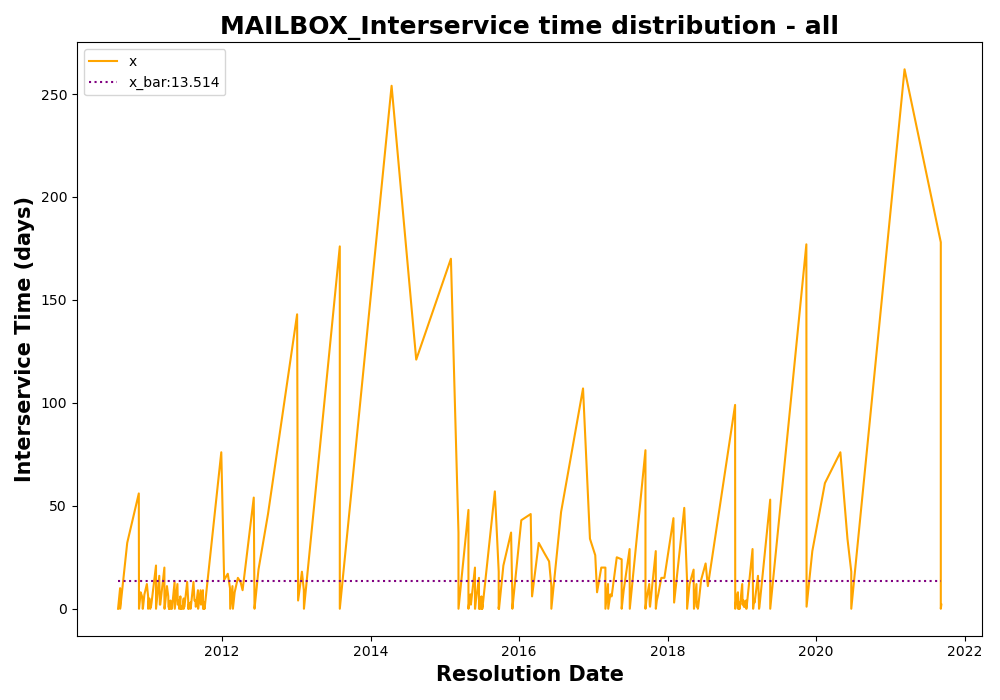 MAILBOX_Interservice time distribution - all
x
x_bar:13.514
Interservice Time (days)
250
200
150
100
50
0
2012
2014
2016
2018
2020
2022
Resolution Date